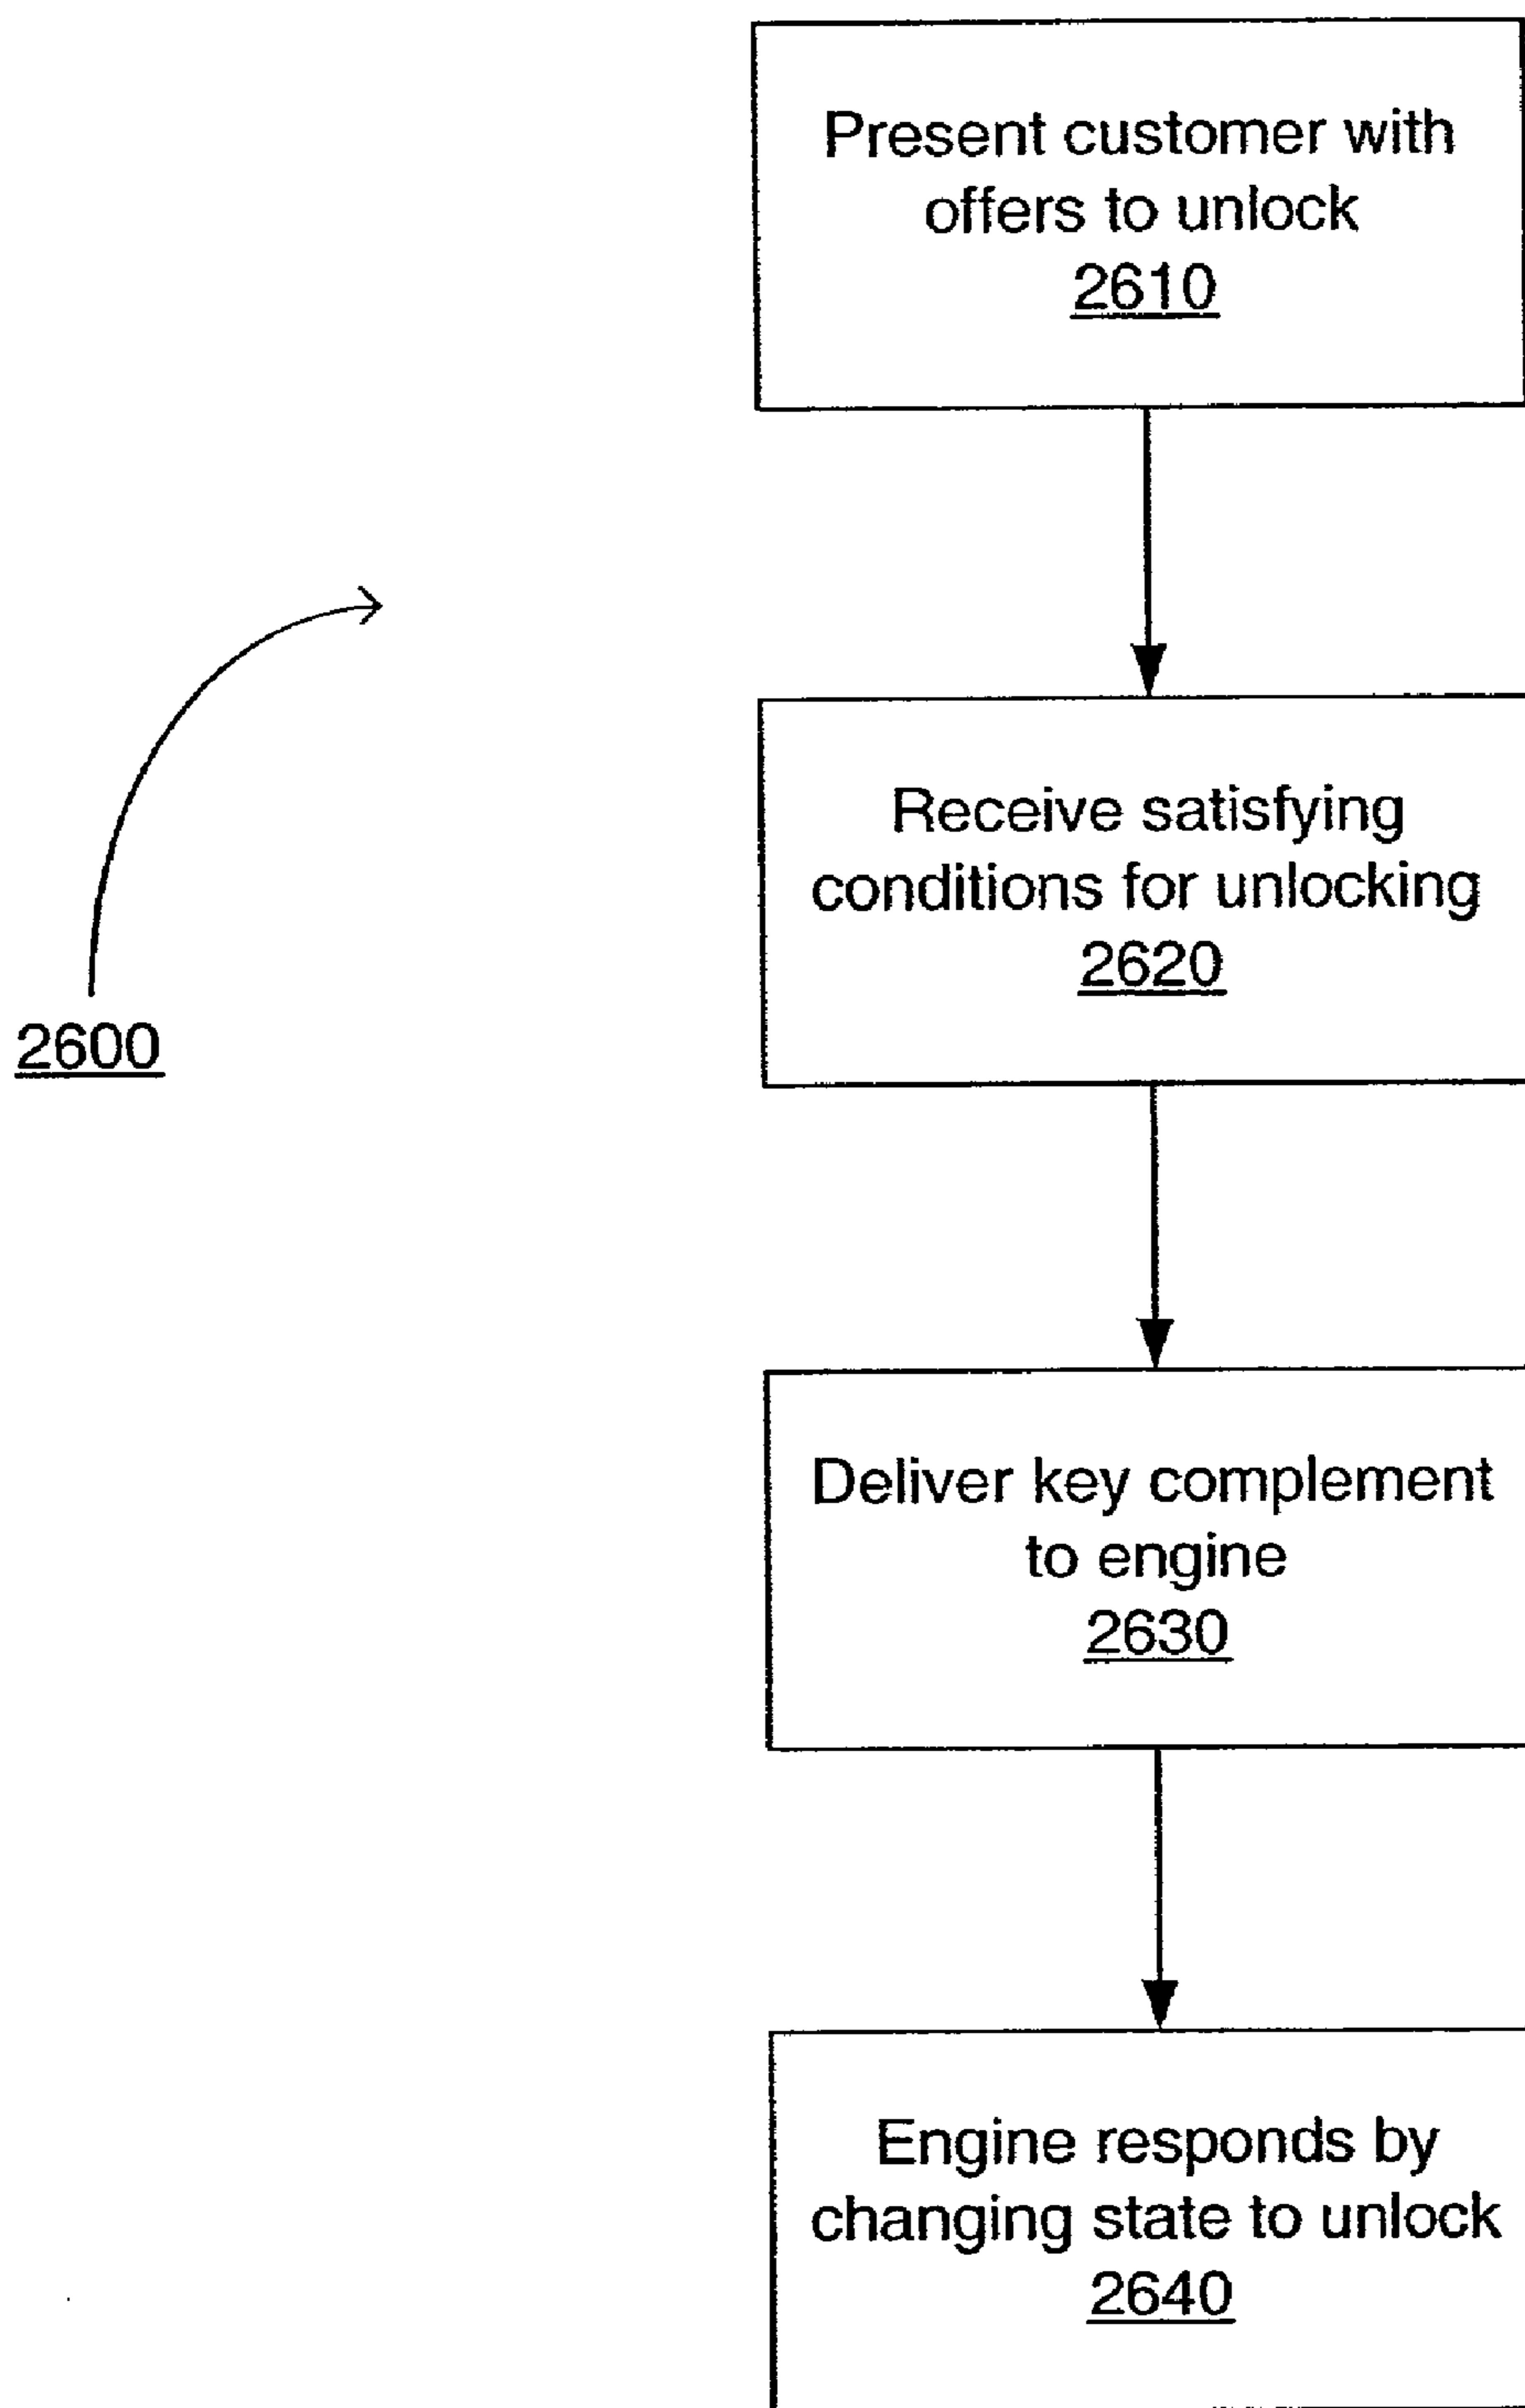 Present customer with
offers to unlock
2610
Receive satisfying
conditions for unlocking
2620
2600
Deliver key complement
to engine
2630
Engine responds by
changing state to unlock
2640